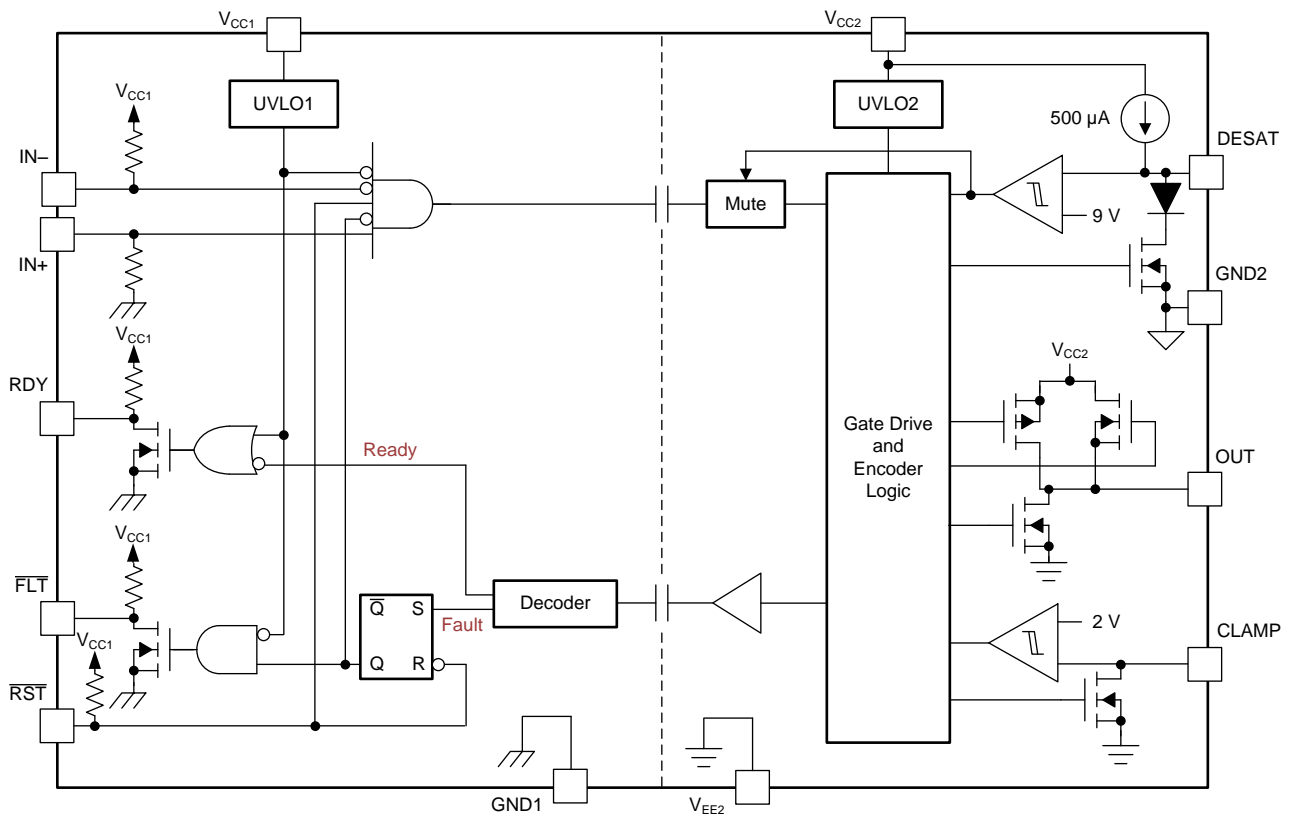 VCC1
VCC2
VCC1
UVLO1
UVLO2
500 µA
DESAT
IN–
Mute
9 V
IN+
GND2
VCC1
VCC2
RDY
Gate Drive
and
Encoder
Logic
Ready
OUT
VCC1
FLT
Q S
Decoder
Fault
2 V
CLAMP
VCC1
Q R
RST
GND1
VEE2